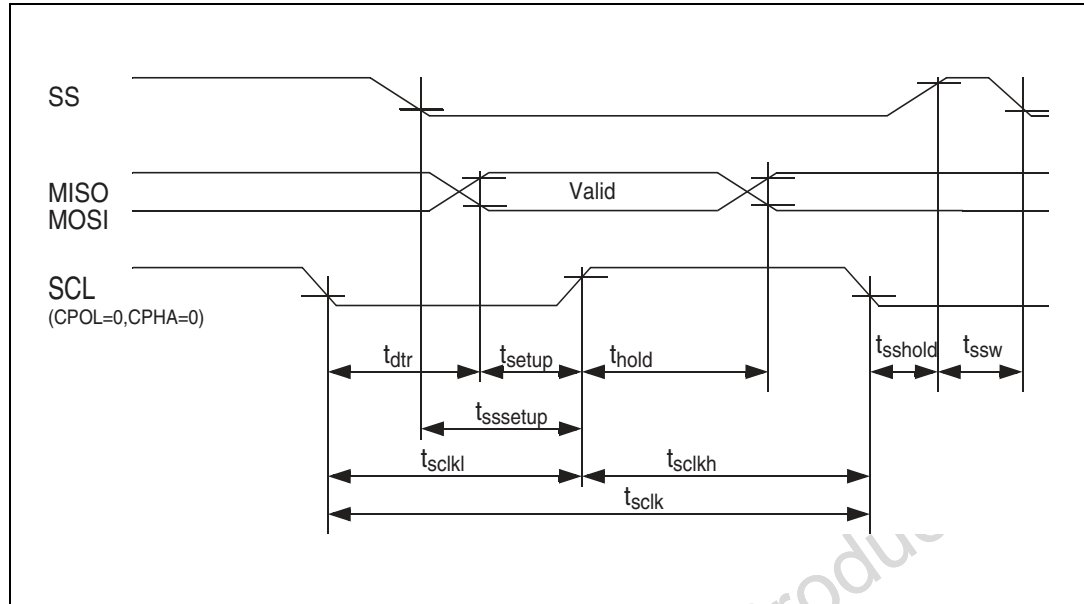 SS
MISO
MOSI
Valid
SCL
(CPOL=0,CPHA=0)
tdtr
tsetup
thold
tsshold
tssw
tsssetup
tsclkl
tsclkh
tsclk